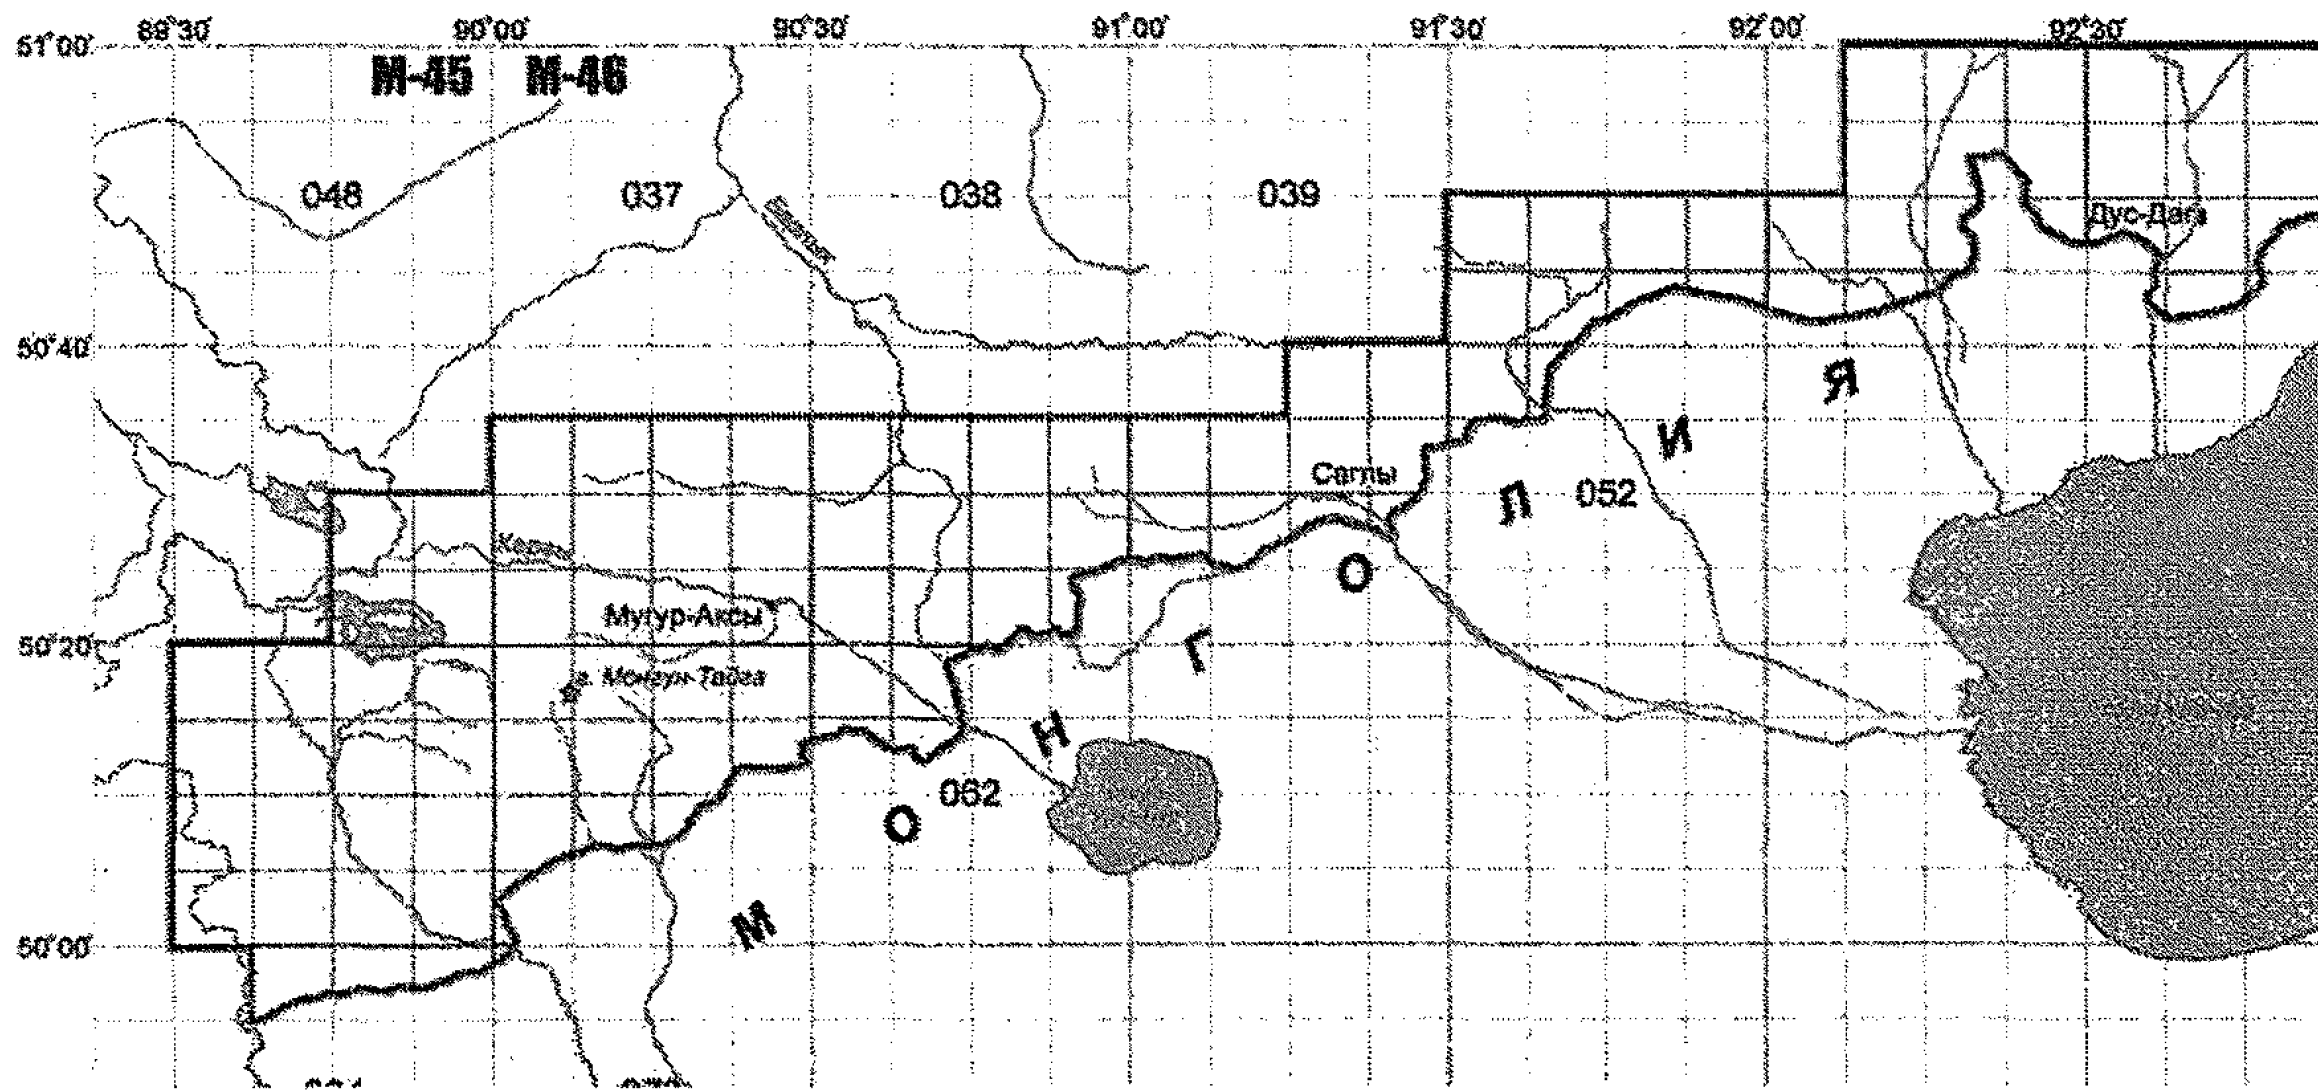 89°30' 90°00' 90°30' 91°00' 91°30' 92°00' 92°30'
51°00'
М-45 М-46
048 037 038 039
Дус-Даг
50°40'
Я
И
Саглы
Л 052
О
Мугур-Аксы
50°20'
Г
г. Монгун-Тайга
Н
062
О
М
50°00'